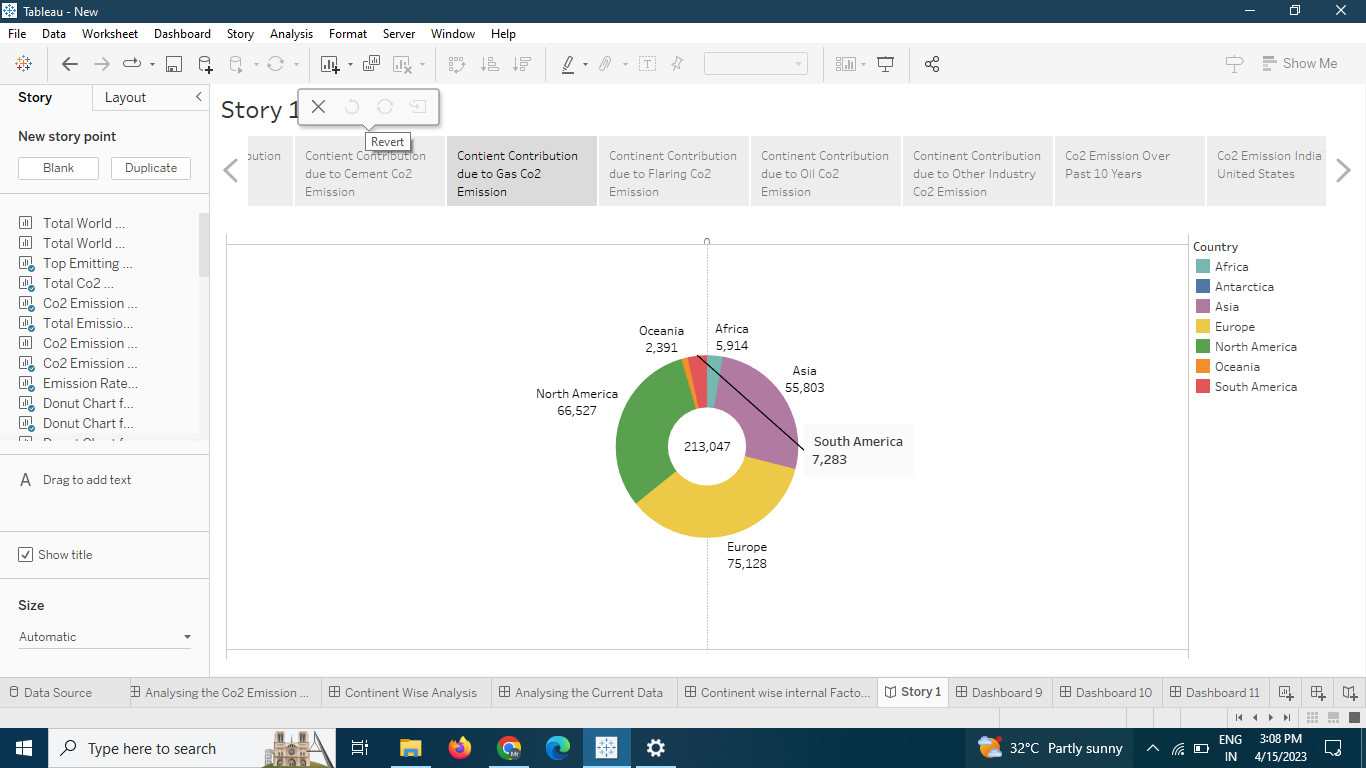 Tableau - New
File Data Worksheet Dashboard Story Analysis Format Server Window Help
Show Me
Story Layout
New story point
Blank Duplicate
Total World ...
Total World ...
Top Emitting ...
Total Co2 ...
Co2 Emission ...
Total Emissio...
Co2 Emission ...
Co2 Emission ...
Emission Rate...
Donut Chart f...
Donut Chart f...
Drag to add text
Show title
Size
Automatic
Story 1
Revert
Contient Contribution
due to Cement Co2
Emission
Contient Contribution
due to Gas Co2
Emission
Continent Contribution
due to Flaring Co2
Emission
Continent Contribution
due to Oil Co2
Emission
Continent Contribution
due to Other Industry
Co2 Emission
Co2 Emission Over
Past 10 Years
Co2 Emission India
United States
Oceania
2,391
Africa
5,914
Asia
55,803
North America
66,527
213,047
South America
7,283
Europe
75,128
Country
Africa
Antarctica
Asia
Europe
North America
Oceania
South America
Data Source Analysing the Co2 Emission ... Continent Wise Analysis Analysing the Current Data Continent wise internal Facto... Story 1 Dashboard 9 Dashboard 10 Dashboard 11
Type here to search
32°C Partly sunny
ENG
IN
3:08 PM
4/15/2023